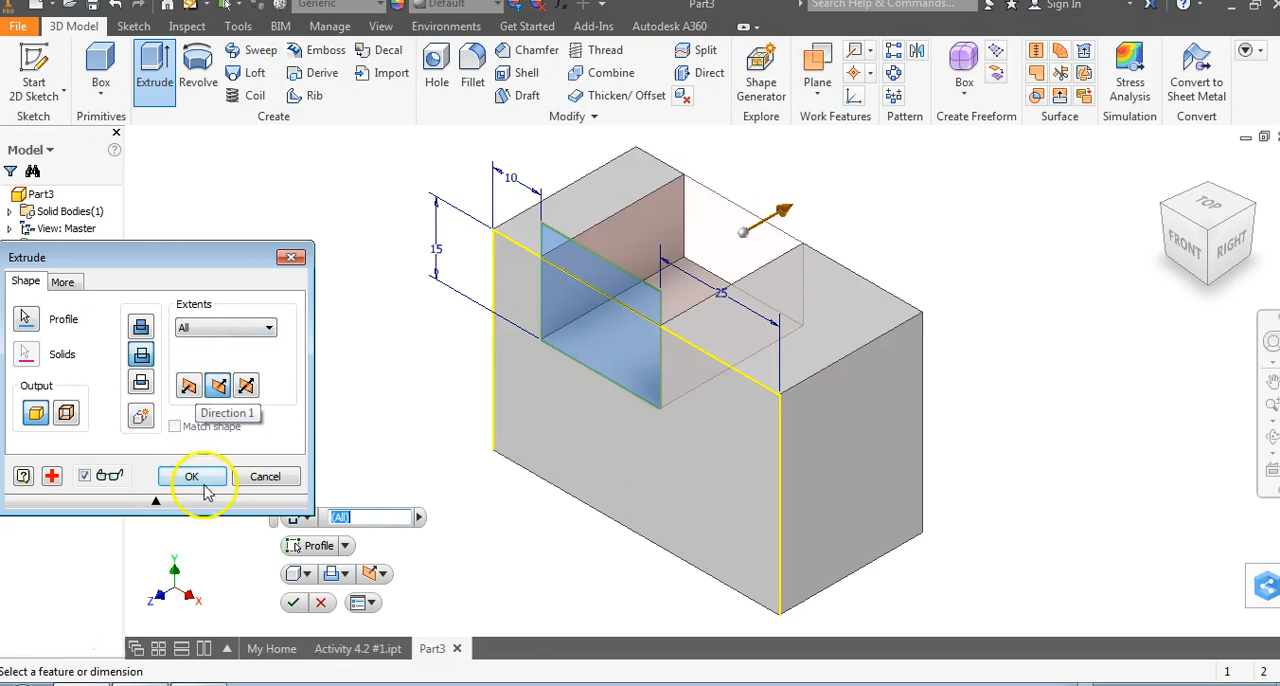 Generic Default Part3 Search Help & Commands... Sign In
File 3D Model Sketch Inspect Tools BIM Manage View Environments Get Started Add-Ins Autodesk A360
Start 2D Sketch
Box
Extrude
Revolve
Sweep Emboss Decal
Loft Derive Import
Coil Rib
Hole
Fillet
Chamfer Thread Split
Shell Combine Direct
Draft Thicken/ Offset
Shape Generator
Plane
Box
Stress Analysis
Convert to Sheet Metal
Sketch Primitives Create Modify Explore Work Features Pattern Create Freeform Surface Simulation Convert
Model
Part3
Solid Bodies(1)
View: Master
Extrude
Shape More
Profile
Solids
Output
Extents
All
Direction 1
Match shape
OK Cancel
10
15
25
TOP
FRONT RIGHT
(All)
Profile
Y
Z X
My Home Activity 4.2 #1.ipt Part3
Select a feature or dimension 1 2